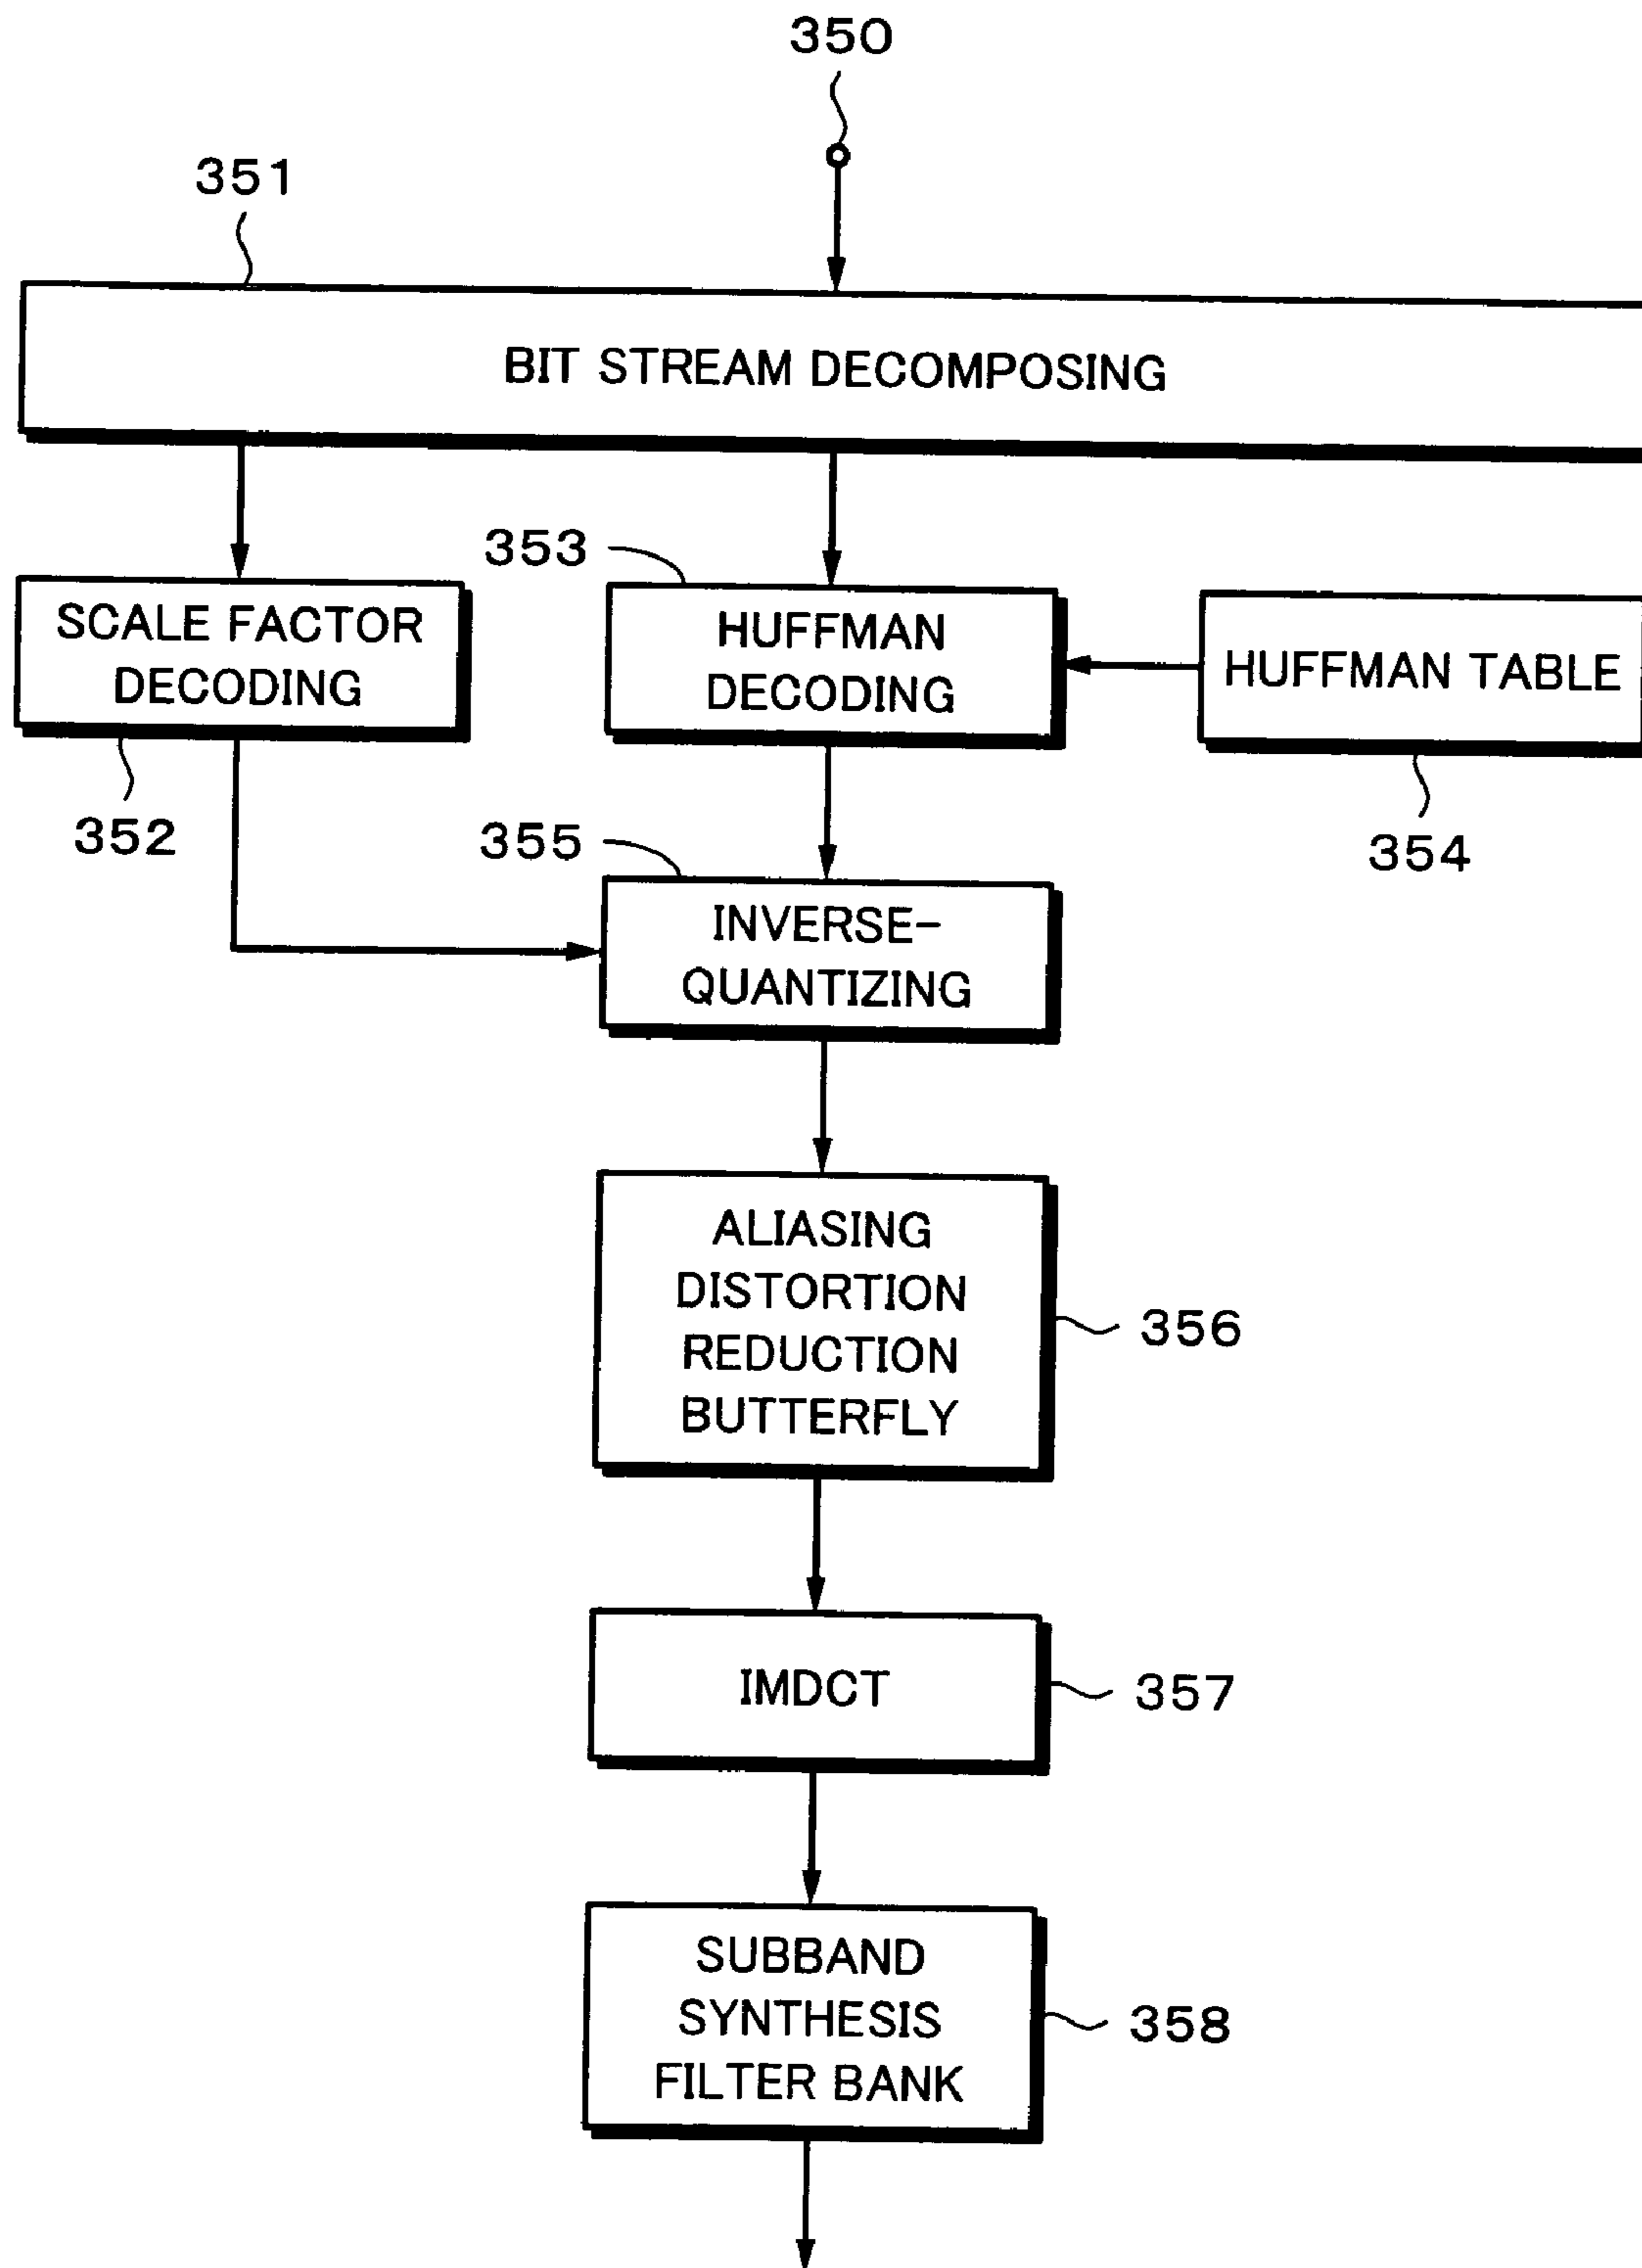 350
351
BIT STREAM DECOMPOSING
353
SCALE FACTOR
DECODING
HUFFMAN
DECODING
HUFFMAN TABLE
352
355
354
INVERSE-
QUANTIZING
ALIASING
DISTORTION
REDUCTION
BUTTERFLY
356
IMDCT
357
SUBBAND
SYNTHESIS
FILTER BANK
358